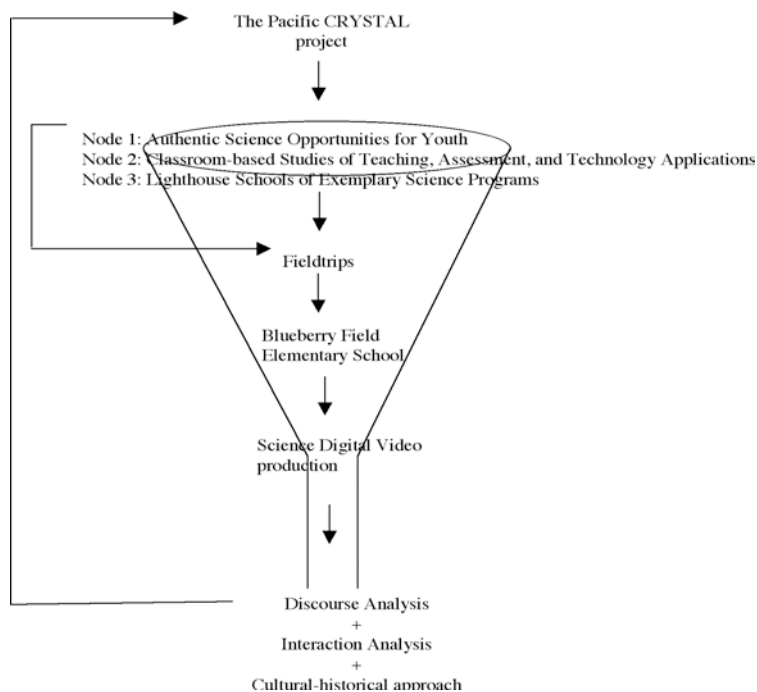 The Pacific CRYSTAL
project
Node 1: Authentic Science Opportunities for Youth
Node 2: Classroom-based Studies of Teaching, Assessment, and Technology Applications
Node 3: Lighthouse Schools of Exemplary Science Programs
Fieldtrips
Blueberry Field
Elementary School
Science Digital Video
production
Discourse Analysis
+
Interaction Analysis
+
Cultural-historical approach